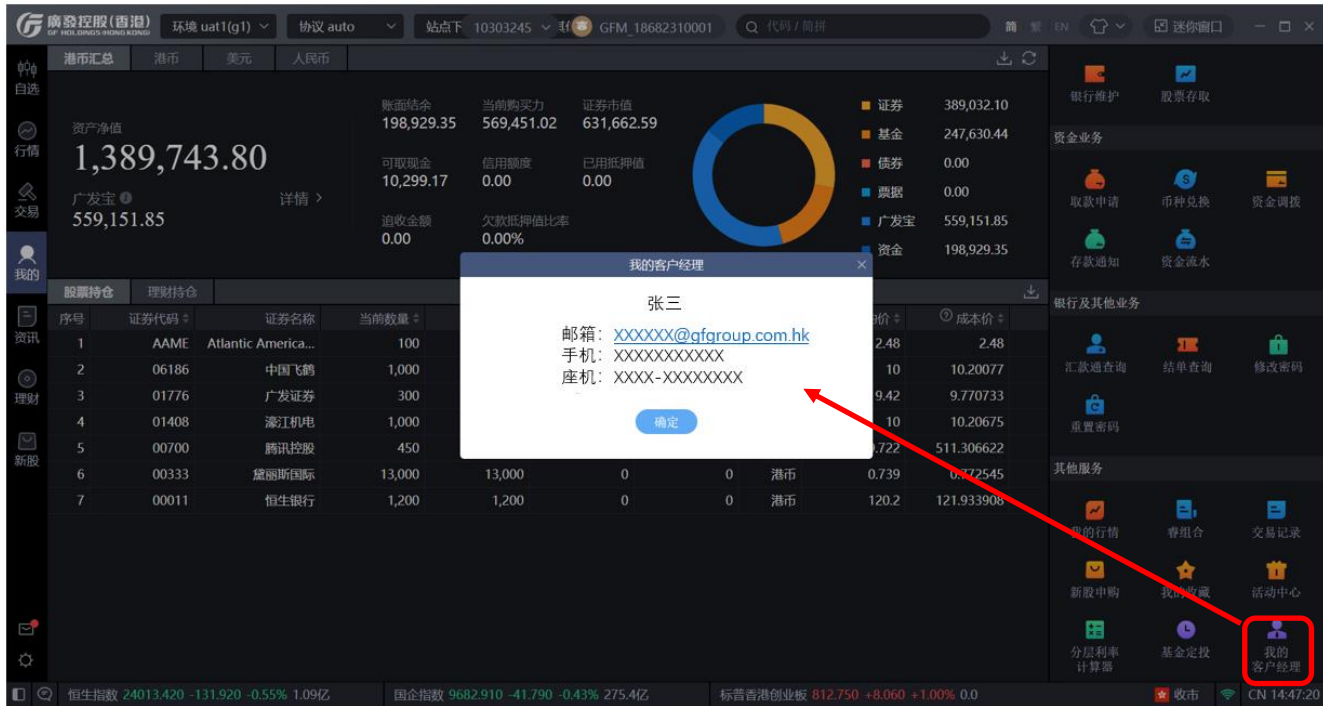 廣發控股(香港) 环境 uat1(g1) 协议 auto 站点下 10303245 GFM_18682310001 代码 / 简拼 简 繁 EN 迷你窗口
GF HOLDINGS (HONG KONG)
自选
行情
交易
我的
资讯
理财
新股
港币汇总 港币 美元 人民币
资产净值
1,389,743.80
广发宝 详情 >
559,151.85
账面结余 当前购买力 证券市值
198,929.35 569,451.02 631,662.59
可取现金 信用额度 已用抵押值
10,299.17 0.00 0.00
追收金额 欠款抵押值比率
0.00 0.00%
证券 389,032.10
基金 247,630.44
债券 0.00
票据 0.00
广发宝 559,151.85
资金 198,929.35
我的客户经理
张三
邮箱： XXXXXX@gfgroup.com.hk
手机： XXXXXXXXXXX
座机： XXXX-XXXXXXXX
确定
股票持仓 理财持仓
序号 证券代码 证券名称 当前数量 价 成本价
1 AAME Atlantic America... 100 2.48 2.48
2 06186 中国飞鹤 1,000 10 10.20077
3 01776 广发证券 300 9.42 9.770733
4 01408 濠江机电 1,000 10 10.20675
5 00700 腾讯控股 450 .722 511.306622
6 00333 黛丽斯国际 13,000 13,000 0 0 港币 0.739 0.772545
7 00011 恒生银行 1,200 1,200 0 0 港币 120.2 121.933908
银行维护 股票存取
资金业务
取款申请 币种兑换 资金调拨
存款通知 资金流水
银行及其他业务
汇款通查询 结单查询 修改密码
重置密码
其他服务
我的行情 睿组合 交易记录
新股申购 我的收藏 活动中心
分层利率计算器 基金定投 我的客户经理
恒生指数 24013.420 -131.920 -0.55% 1.09亿 国企指数 9682.910 -41.790 -0.43% 275.4亿 标普香港创业板 812.750 +8.060 +1.00% 0.0 收市 CN 14:47:20